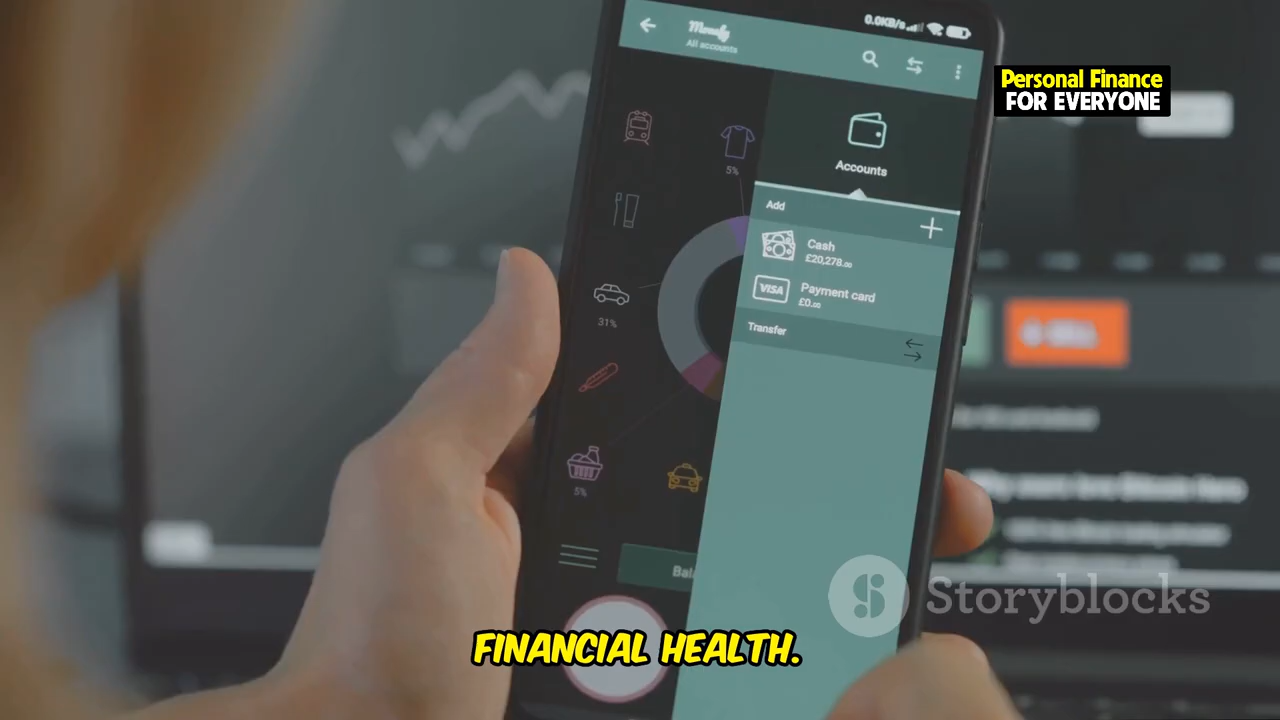 0.0KB/s
Monefy
All accounts
Personal Finance
FOR EVERYONE
5%
Accounts
Add
Cash
£20,278.00
VISA
Payment card
£0.00
31%
Transfer
5%
Bala
Storyblocks
FINANCIAL HEALTH.